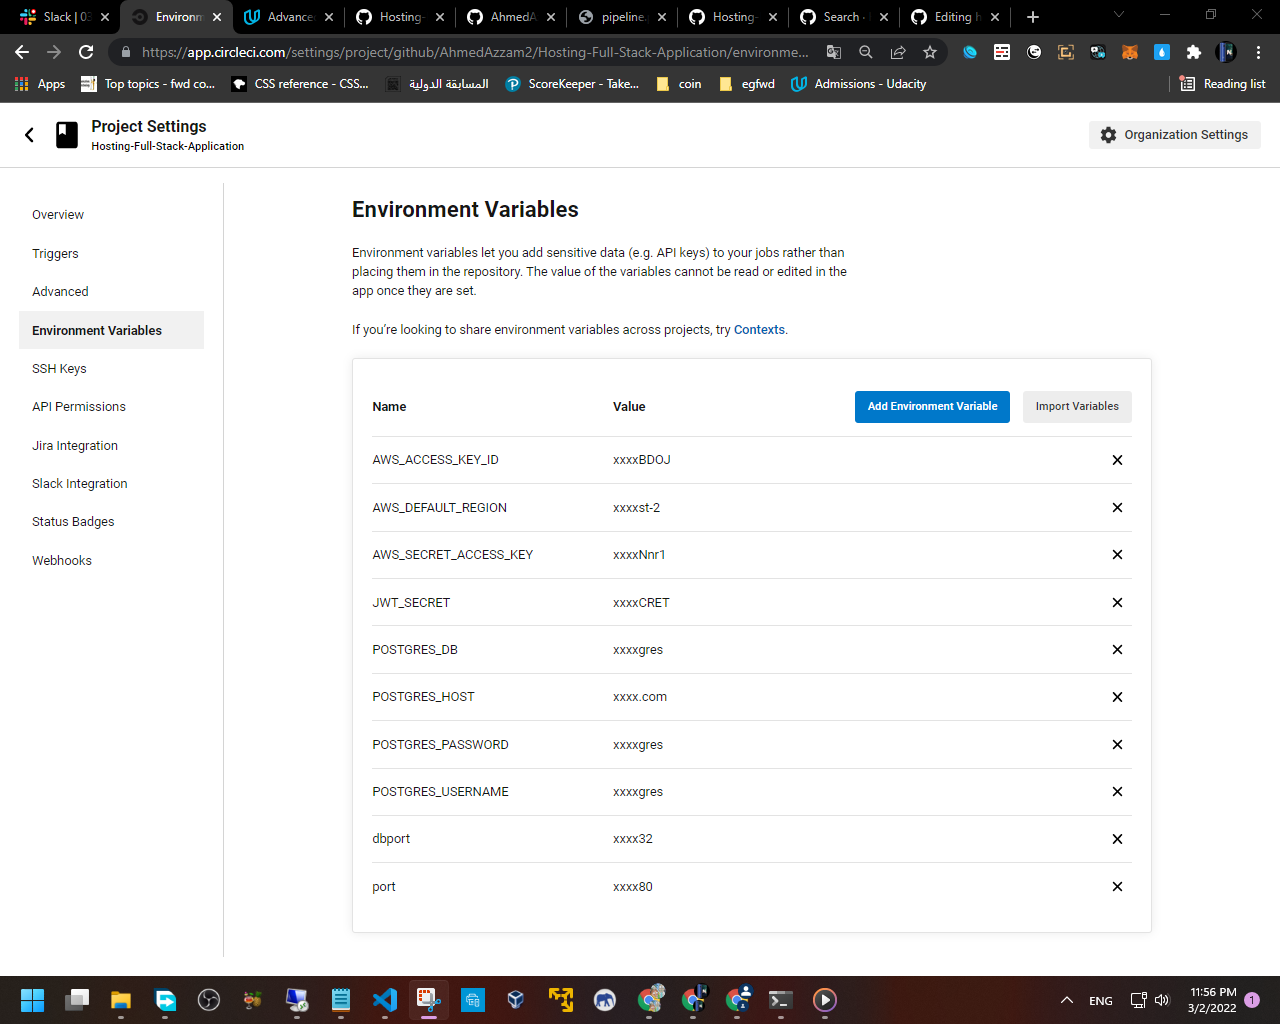 Slack | 03
Environm
Advance
Hosting-
AhmedA
pipeline.
Hosting-
Search ·
Editing h
https://app.circleci.com/settings/project/github/AhmedAzzam2/Hosting-Full-Stack-Application/environme...
Apps
Top topics - fwd co...
CSS reference - CSS...
المسابقة الدولية
ScoreKeeper - Take...
coin
egfwd
Admissions - Udacity
Reading list
Project Settings
Hosting-Full-Stack-Application
Organization Settings
Overview
Triggers
Advanced
Environment Variables
SSH Keys
API Permissions
Jira Integration
Slack Integration
Status Badges
Webhooks
Environment Variables
Environment variables let you add sensitive data (e.g. API keys) to your jobs rather than
placing them in the repository. The value of the variables cannot be read or edited in the
app once they are set.
If you're looking to share environment variables across projects, try Contexts.
Name Value Add Environment Variable Import Variables
AWS_ACCESS_KEY_ID xxxxBDOJ
AWS_DEFAULT_REGION xxxxst-2
AWS_SECRET_ACCESS_KEY xxxxNnr1
JWT_SECRET xxxxCRET
POSTGRES_DB xxxxgres
POSTGRES_HOST xxxx.com
POSTGRES_PASSWORD xxxxgres
POSTGRES_USERNAME xxxxgres
dbport xxxx32
port xxxx80
ENG
11:56 PM
3/2/2022
1